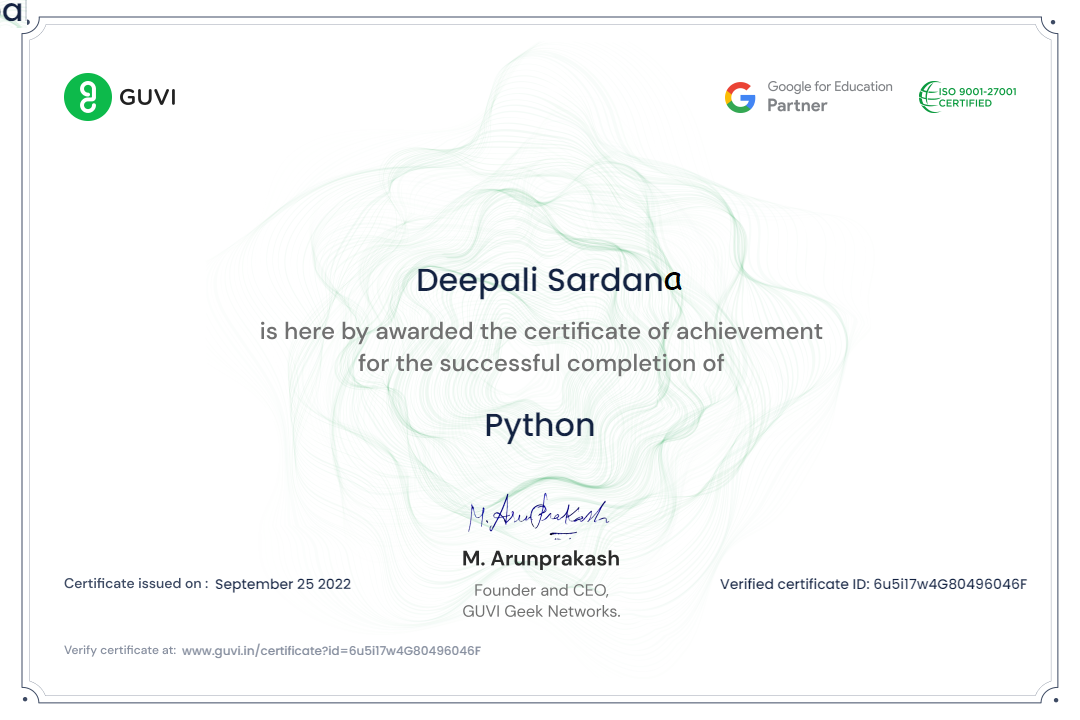 GUVI
Google for Education
Partner
ISO 9001-27001
CERTIFIED
Deepali Sardana
is here by awarded the certificate of achievement
for the successful completion of
Python
M. ArunPrakash
M. Arunprakash
Founder and CEO,
GUVI Geek Networks.
Certificate issued on : September 25 2022
Verified certificate ID: 6u5i17w4G80496046F
Verify certificate at: www.guvi.in/certificate?id=6u5i17w4G80496046F